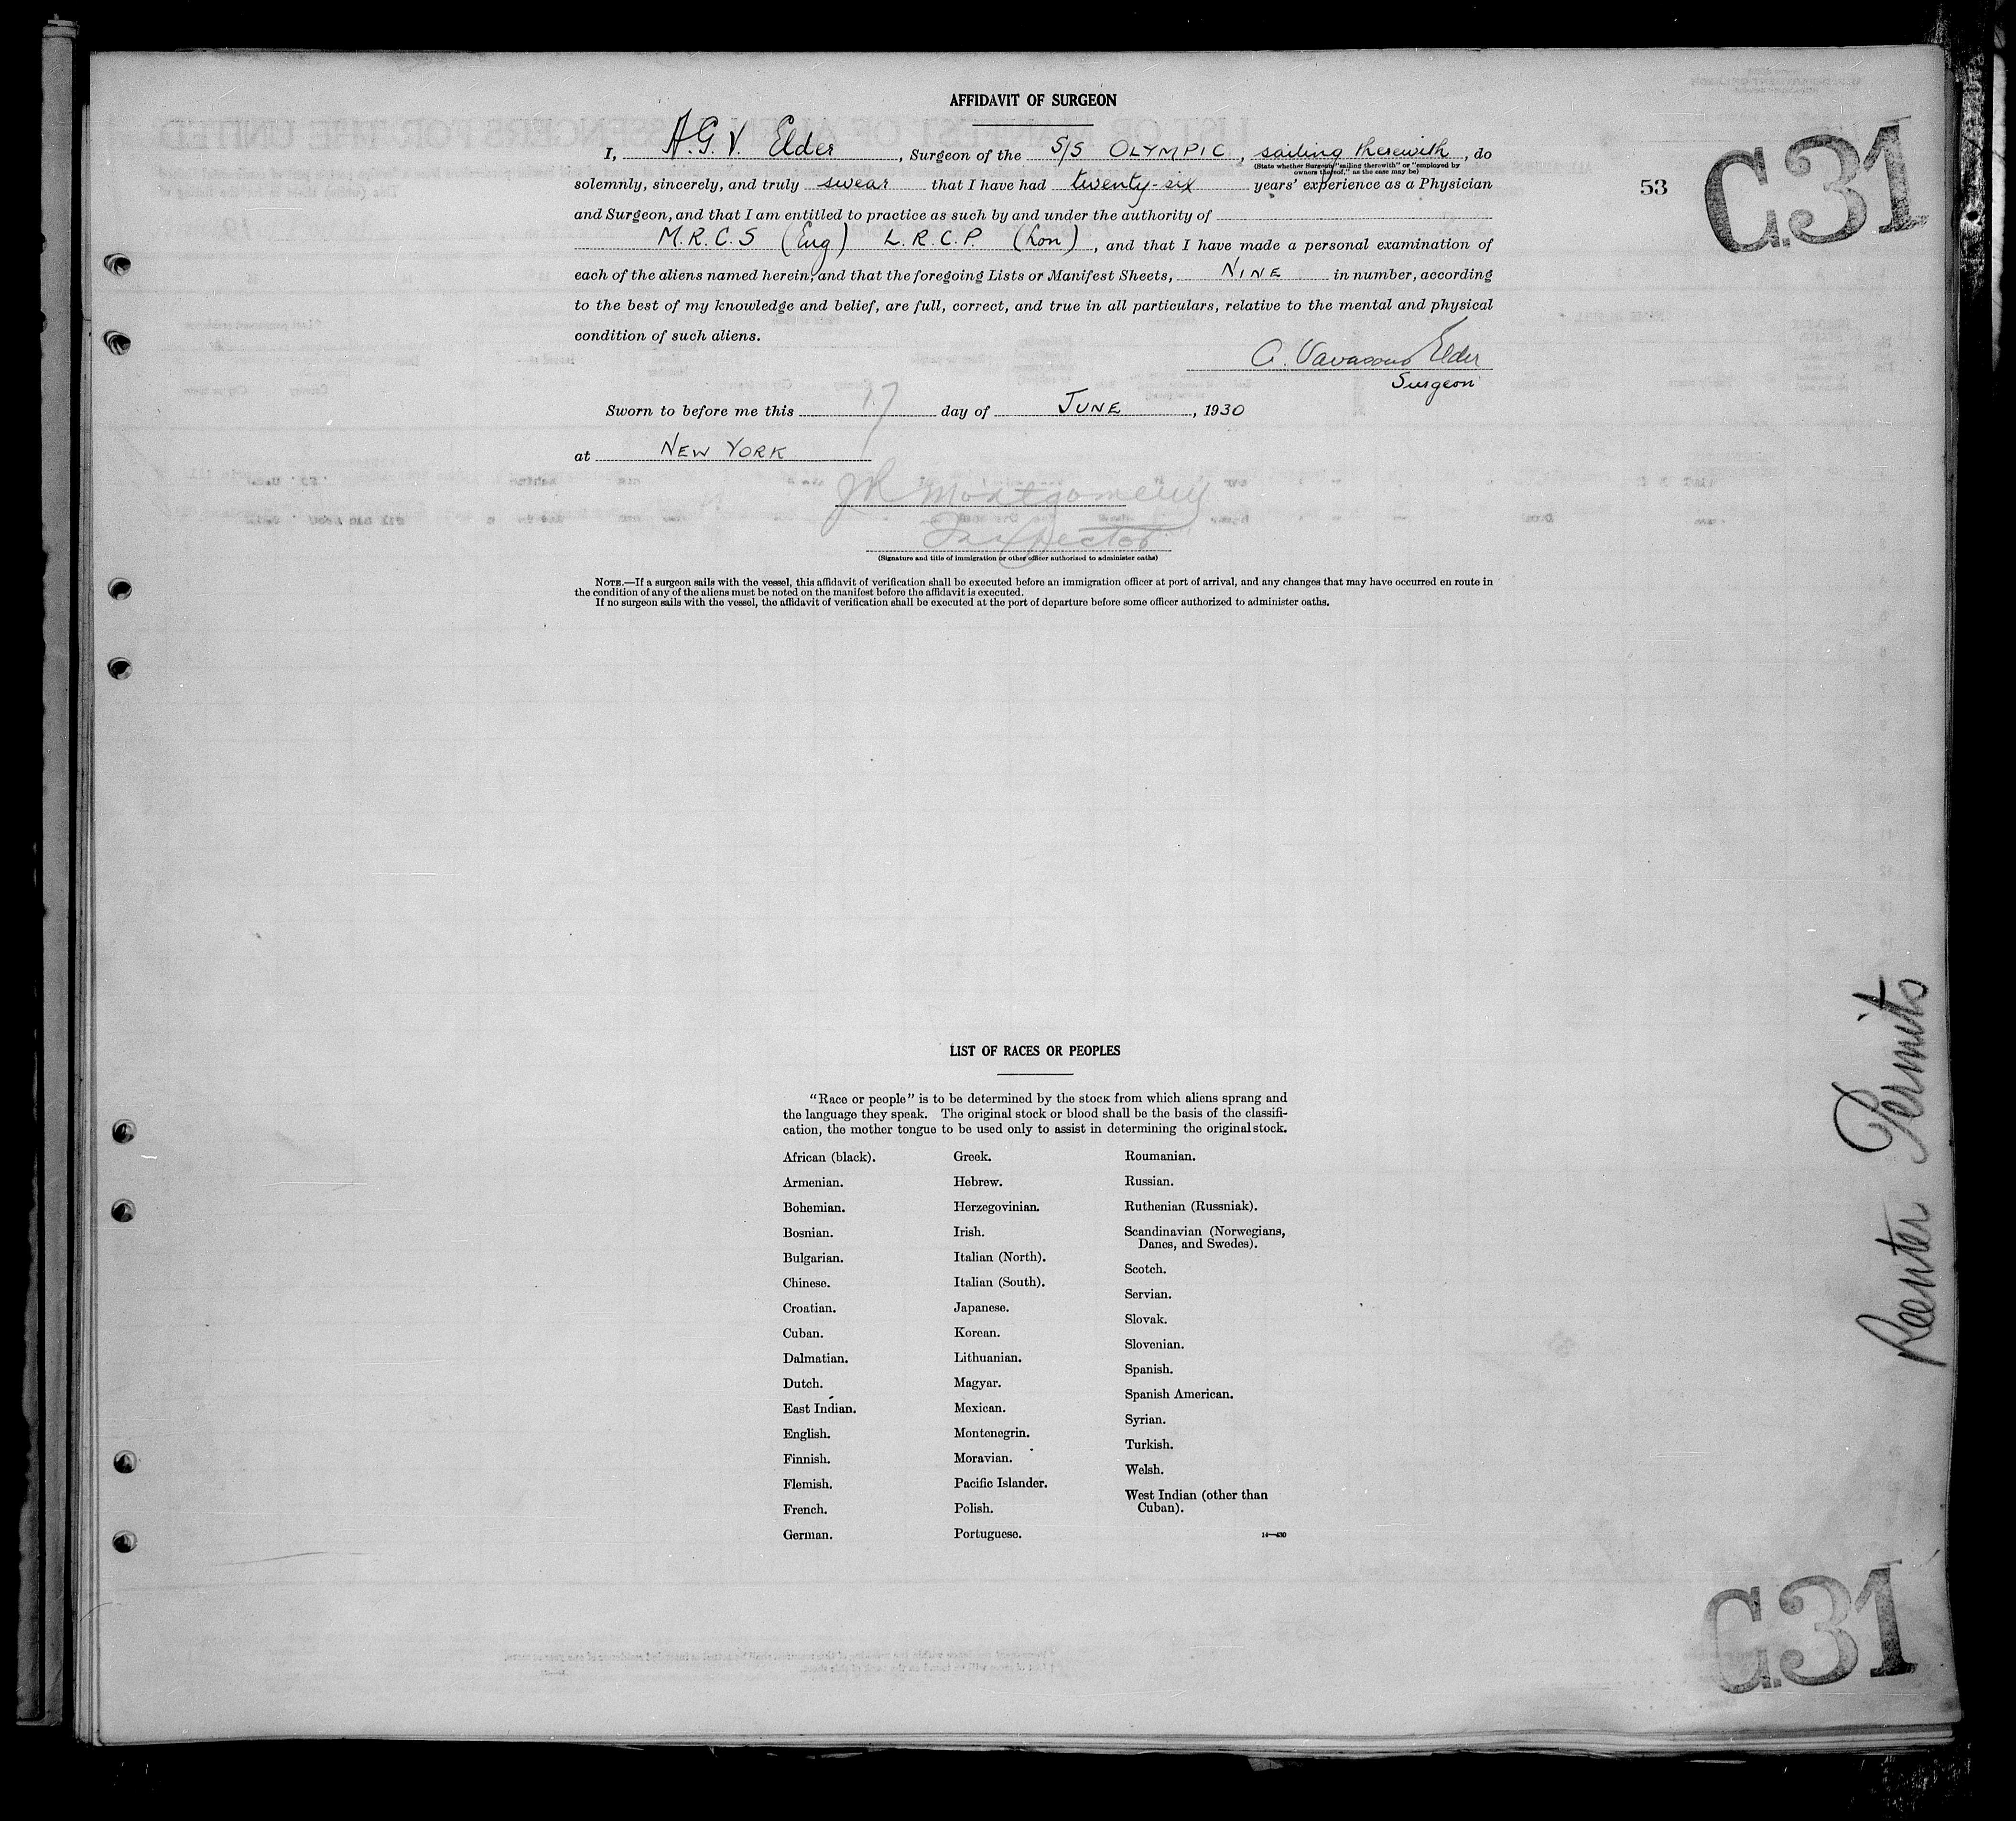 AFFIDAVIT OF SURGEON
I, A.G.V. Elder, Surgeon of the S/S OLYMPIC, sailing therewith, do
(State whether Surgeon "sailing therewith" or "employed by
owners thereof," as the case may be)
solemnly, sincerely, and truly swear that I have had twenty-six years' experience as a Physician
53
C.31
and Surgeon, and that I am entitled to practice as such by and under the authority of
M.R.C.S (Eng) L.R.C.P. (Lon), and that I have made a personal examination of
each of the aliens named herein, and that the foregoing Lists or Manifest Sheets, NINE in number, according
to the best of my knowledge and belief, are full, correct, and true in all particulars, relative to the mental and physical
condition of such aliens.
Elder
Surgeon
Sworn to before me this 17 day of JUNE, 1930
at NEW YORK
JR Montgomery
Inspector
(Signature and title of immigration or other officer authorized to administer oaths)
NOTE.—If a surgeon sails with the vessel, this affidavit of verification shall be executed before an immigration officer at port of arrival, and any changes that may have occurred en route in
the condition of any of the aliens must be noted on the manifest before the affidavit is executed.
If no surgeon sails with the vessel, the affidavit of verification shall be executed at the port of departure before some officer authorized to administer oaths.
Reenter Permits
LIST OF RACES OR PEOPLES
"Race or people" is to be determined by the stock from which aliens sprang and
the language they speak. The original stock or blood shall be the basis of the classifi-
cation, the mother tongue to be used only to assist in determining the original stock.
African (black).
Armenian.
Bohemian.
Bosnian.
Bulgarian.
Chinese.
Croatian.
Cuban.
Dalmatian.
Dutch.
East Indian.
English.
Finnish.
Flemish.
French.
German.
Greek.
Hebrew.
Herzegovinian.
Irish.
Italian (North).
Italian (South).
Japanese.
Korean.
Lithuanian.
Magyar.
Mexican.
Montenegrin.
Moravian.
Pacific Islander.
Polish.
Portuguese.
Roumanian.
Russian.
Ruthenian (Russniak).
Scandinavian (Norwegians,
Danes, and Swedes).
Scotch.
Servian.
Slovak.
Slovenian.
Spanish.
Spanish American.
Syrian.
Turkish.
Welsh.
West Indian (other than
Cuban).
C.31